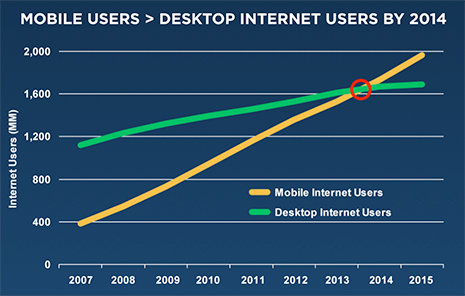 MOBILE USERS > DESKTOP INTERNET USERS BY 2014
2,000
1,600
1,200
800
400
0
Internet Users (MM)
Mobile Internet Users
Desktop Internet Users
2007 2008 2009 2010 2011 2012 2013 2014 2015